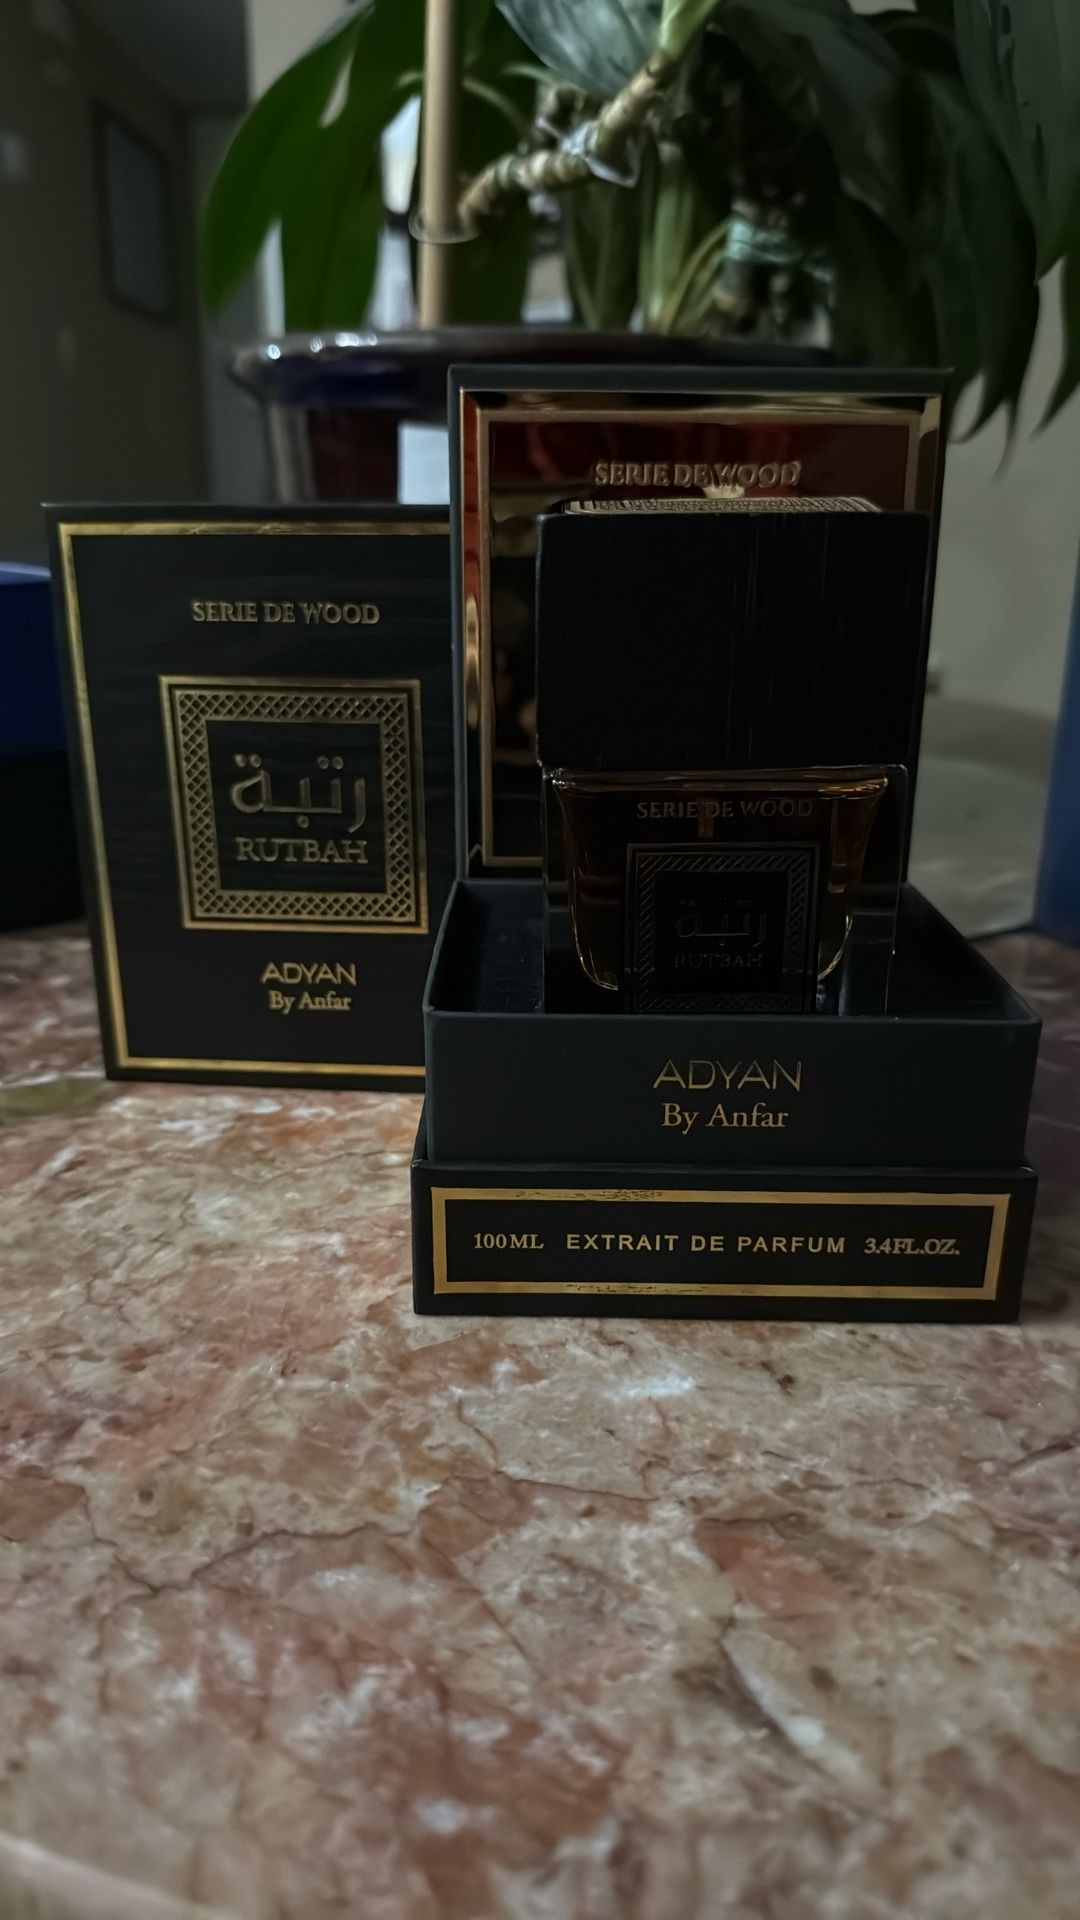 SERIE DE WOOD
رتبة
RUTBAH
ADYAN
By Anfar
SERIE DE WOOD
SERIE DE WOOD
رتبة
RUTBAH
ADYAN
By Anfar
100ML EXTRAIT DE PARFUM 3.4FL.OZ.